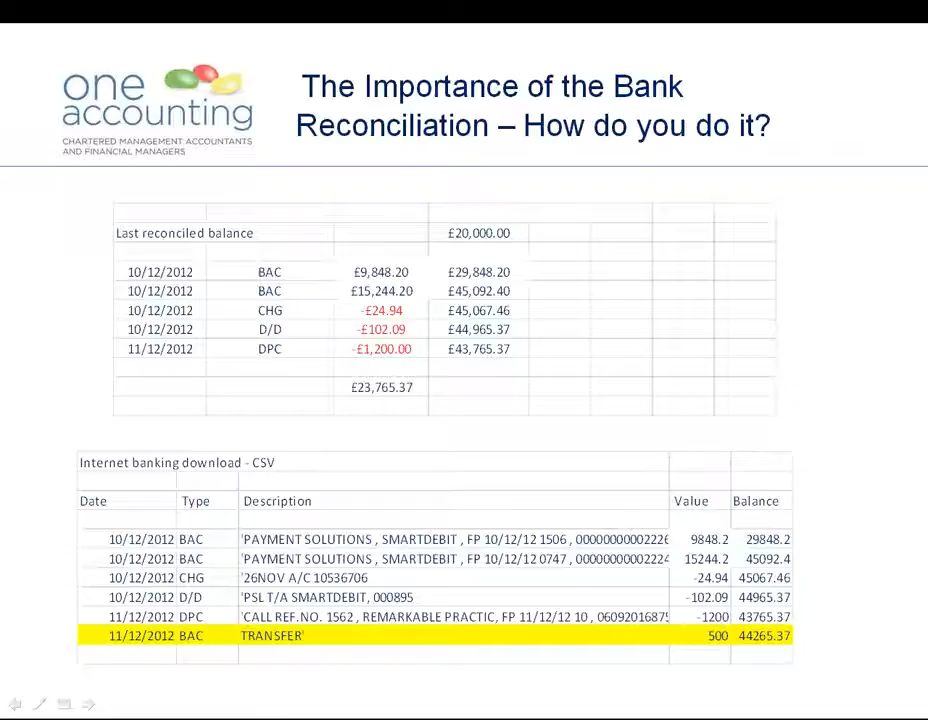 one
accounting
CHARTERED MANAGEMENT ACCOUNTANTS
AND FINANCIAL MANAGERS
The Importance of the Bank
Reconciliation – How do you do it?
Last reconciled balance £20,000.00
10/12/2012 BAC £9,848.20 £29,848.20
10/12/2012 BAC £15,244.20 £45,092.40
10/12/2012 CHG -£24.94 £45,067.46
10/12/2012 D/D -£102.09 £44,965.37
11/12/2012 DPC -£1,200.00 £43,765.37
£23,765.37
Internet banking download - CSV
Date Type Description Value Balance
10/12/2012 BAC 'PAYMENT SOLUTIONS , SMARTDEBIT , FP 10/12/12 1506 , 00000000002226 9848.2 29848.2
10/12/2012 BAC 'PAYMENT SOLUTIONS , SMARTDEBIT , FP 10/12/12 0747 , 00000000002224 15244.2 45092.4
10/12/2012 CHG '26NOV A/C 10536706 -24.94 45067.46
10/12/2012 D/D 'PSL T/A SMARTDEBIT, 000895 -102.09 44965.37
11/12/2012 DPC 'CALL REF.NO. 1562 , REMARKABLE PRACTIC, FP 11/12/12 10 , 06092016875 -1200 43765.37
11/12/2012 BAC TRANSFER' 500 44265.37